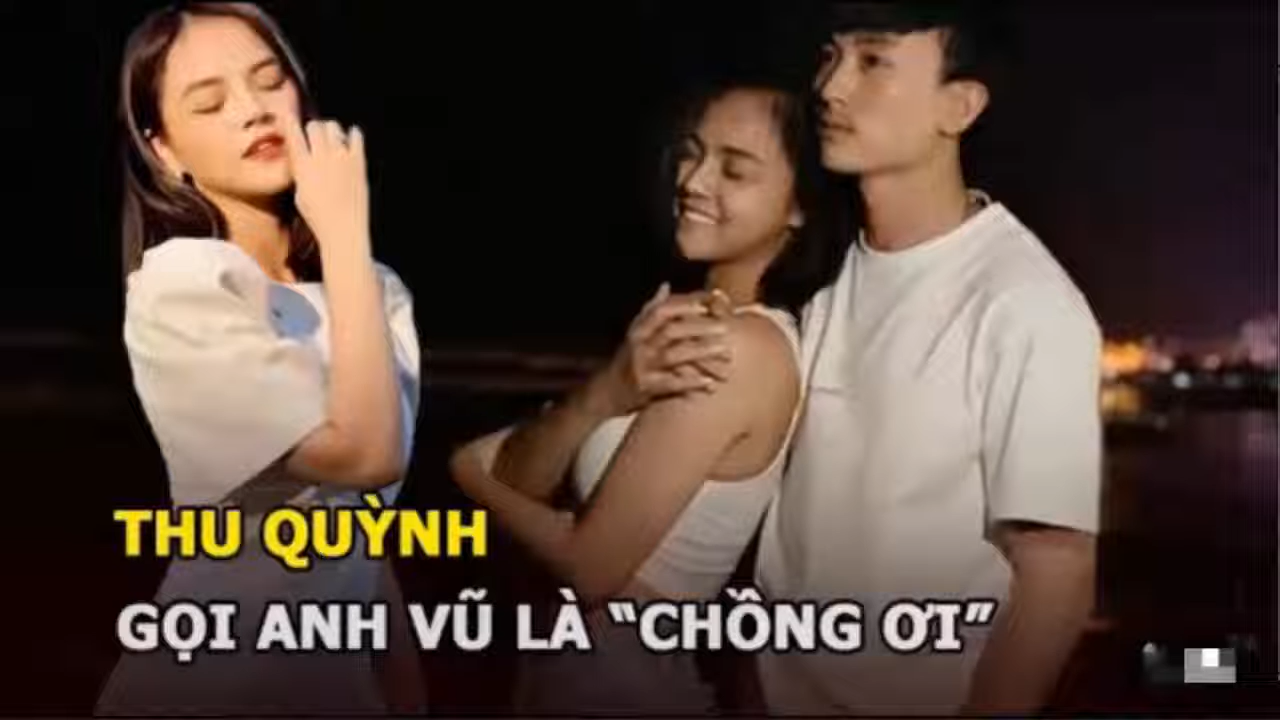 THU QUỲNH
GỌI ANH VŨ LÀ “CHỒNG ƠI”